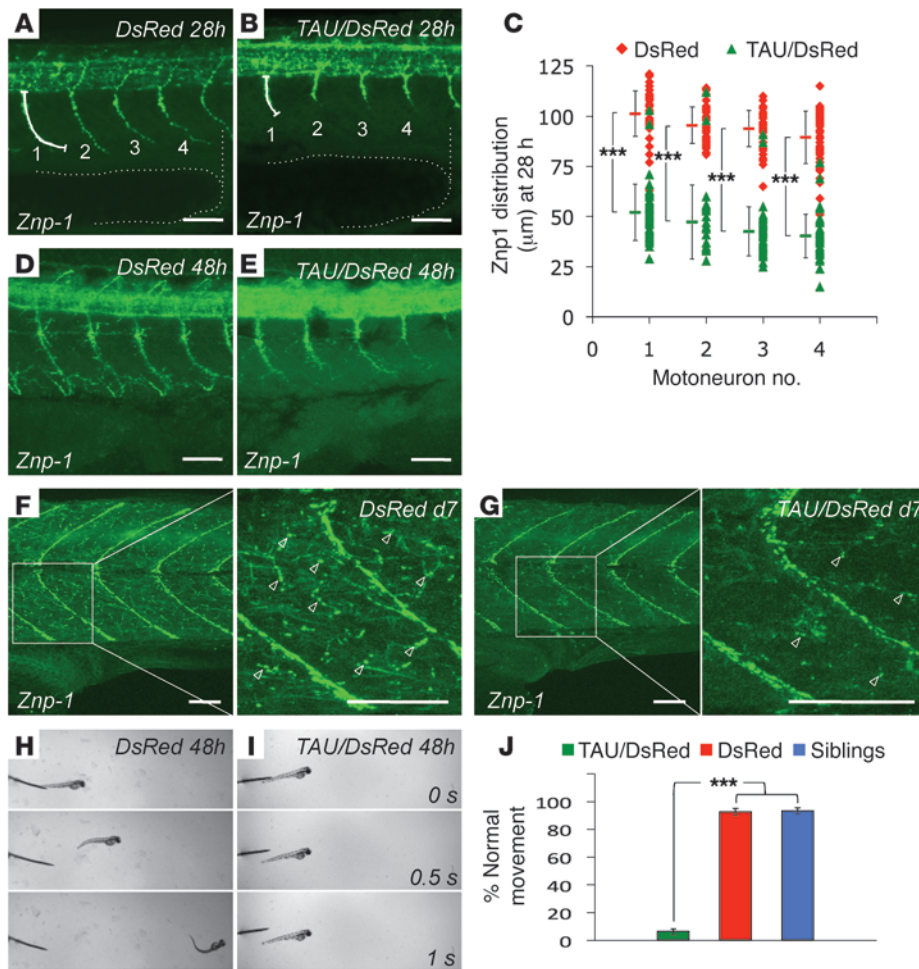 A DsRed 28h
1 2 3 4
Znp-1
B TAU/DsRed 28h
1 2 3 4
Znp-1
C
DsRed TAU/DsRed
Znp1 distribution
(μm) at 28 h
125
100
75
50
25
0
*** *** *** ***
0 1 2 3 4
Motoneuron no.
D DsRed 48h
Znp-1
E TAU/DsRed 48h
Znp-1
F DsRed d7
Znp-1
G TAU/DsRed d7
Znp-1
H DsRed 48h
I TAU/DsRed 48h
0 s
0.5 s
1 s
J
TAU/DsRed DsRed Siblings
% Normal
movement
100
80
60
40
20
0
***